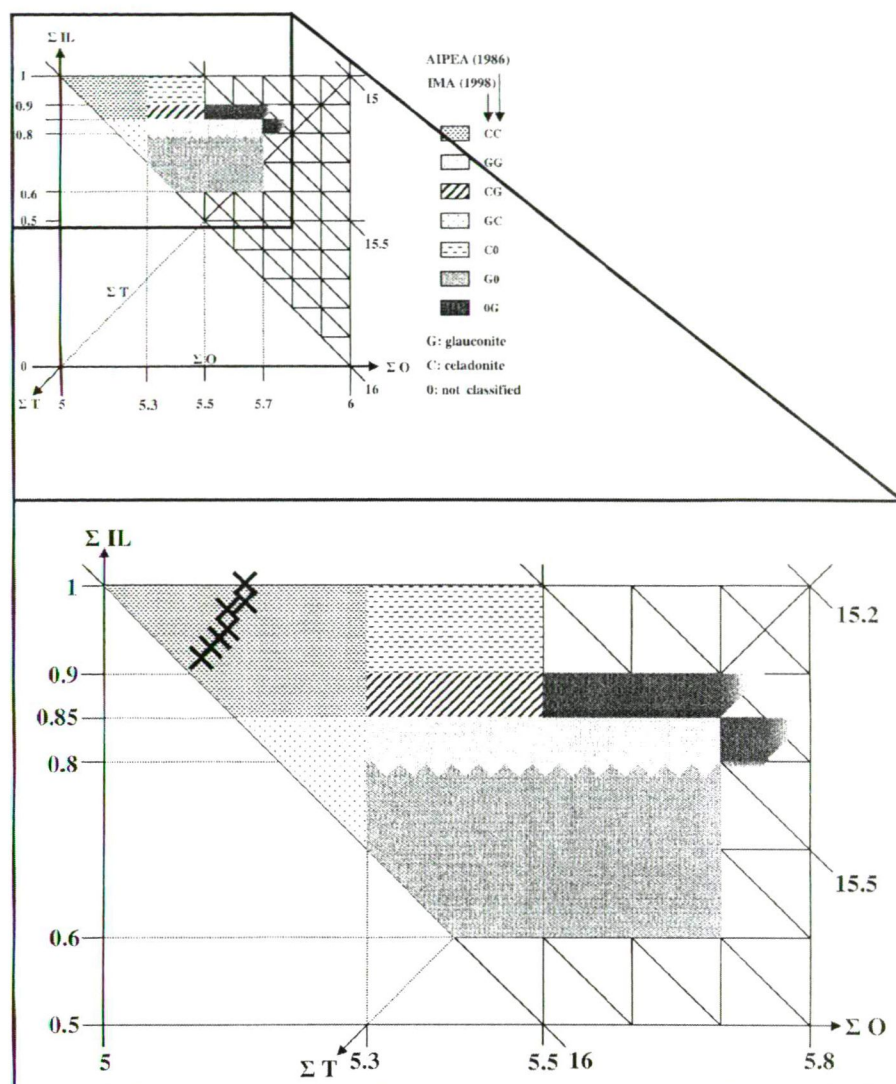 Σ IL
AIPEA (1986)
IMA (1998)
1
15
0.9
0.8
CC
GG
0.6
CG
0.5
GC
15.5
C0
Σ T
G0
0G
G: glauconite
Σ O
C: celadonite
0
Σ O
0: not classified
Σ T
5
5.3
5.5
5.7
6
16
Σ IL
1
15.2
0.9
0.85
0.8
15.5
0.6
0.5
Σ O
5
Σ T
5.3
5.5
16
5.8